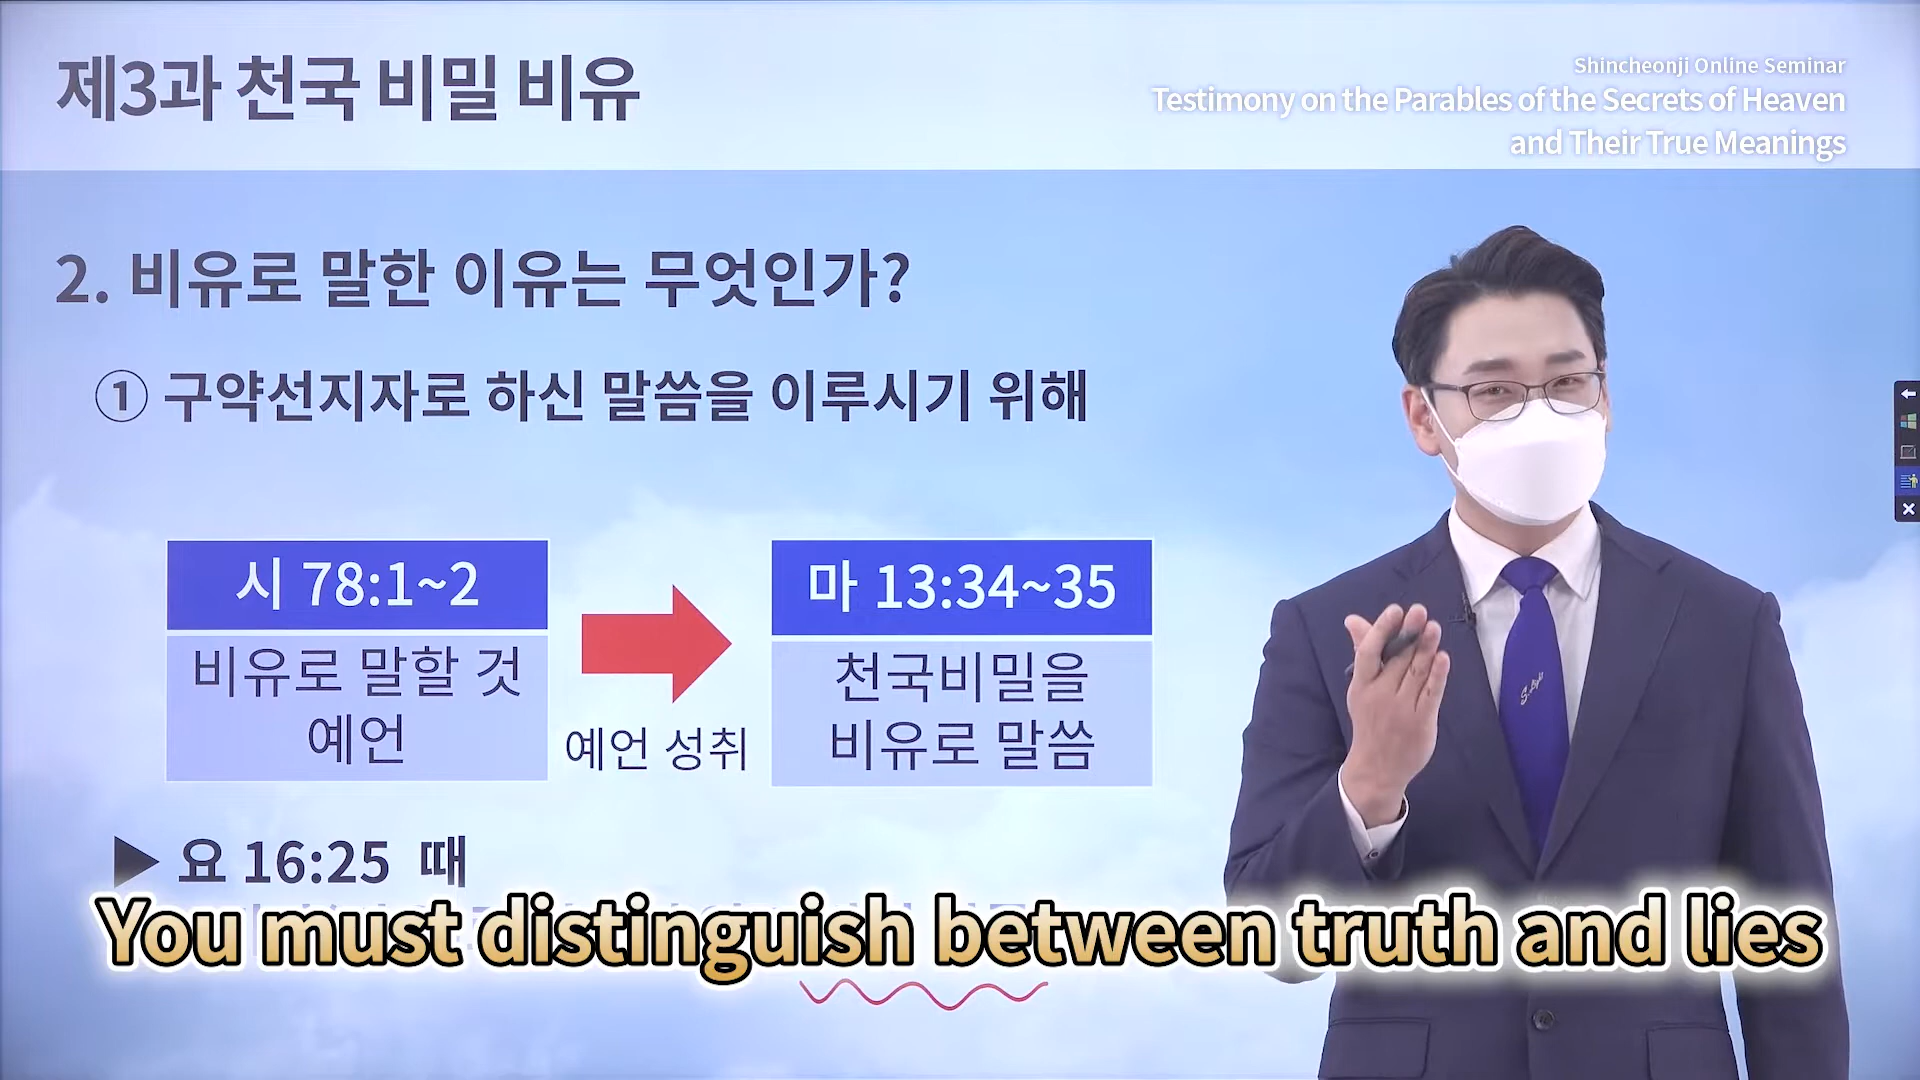 제3과 천국 비밀 비유
Shincheonji Online Seminar
Testimony on the Parables of the Secrets of Heaven
and Their True Meanings
2. 비유로 말한 이유는 무엇인가?
① 구약선지자로 하신 말씀을 이루시기 위해
시 78:1~2
비유로 말할 것
예언
예언 성취
마 13:34~35
천국비밀을
비유로 말씀
▶ 요 16:25 때
You must distinguish between truth and lies